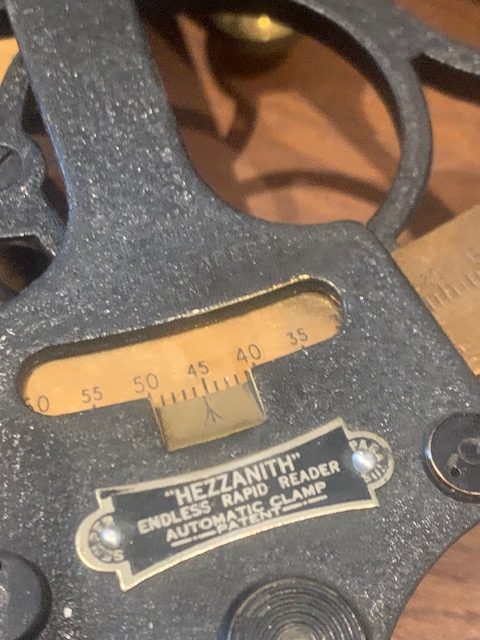 60 55 50 45 40 35
"HEZZANITH"
ENDLESS RAPID READER
AUTOMATIC CLAMP
PATENT